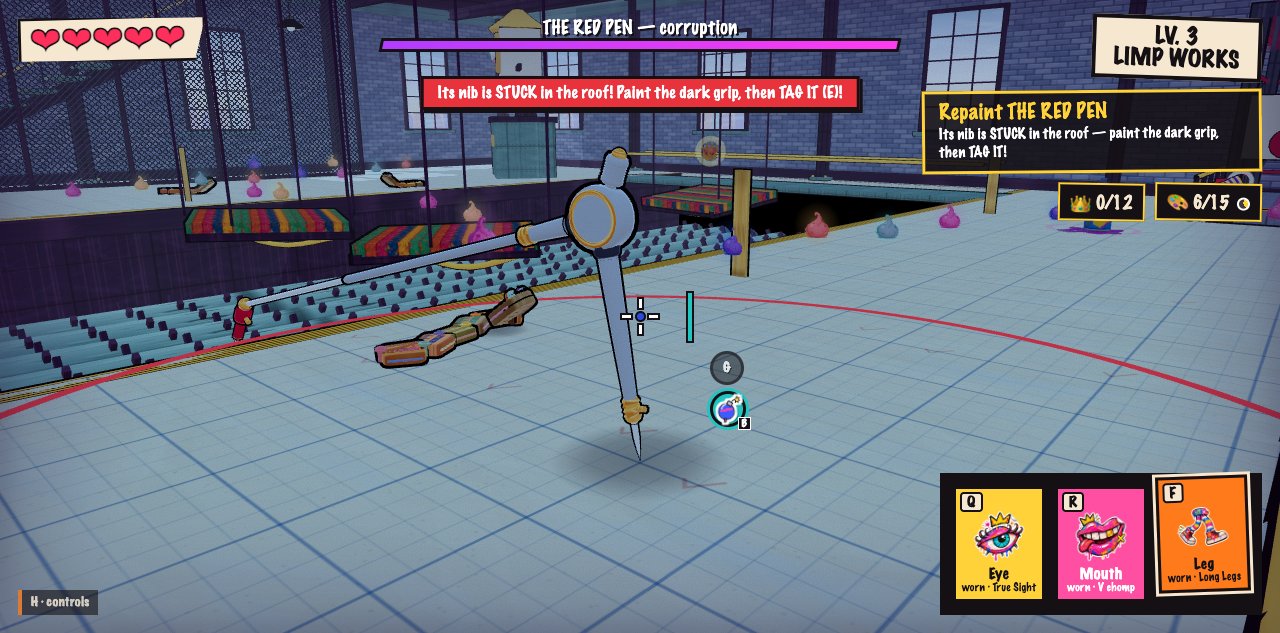 THE RED PEN — corruption
Its nib is STUCK in the roof! Paint the dark grip, then TAG IT (E)!
LV. 3
LIMP WORKS
Repaint THE RED PEN
Its nib is STUCK in the roof — paint the dark grip,
then TAG IT!
0/12
6/15
G
B
Q
Eye
worn · True Sight
R
Mouth
worn · Y chomp
F
Leg
worn · Long Legs
H · controls